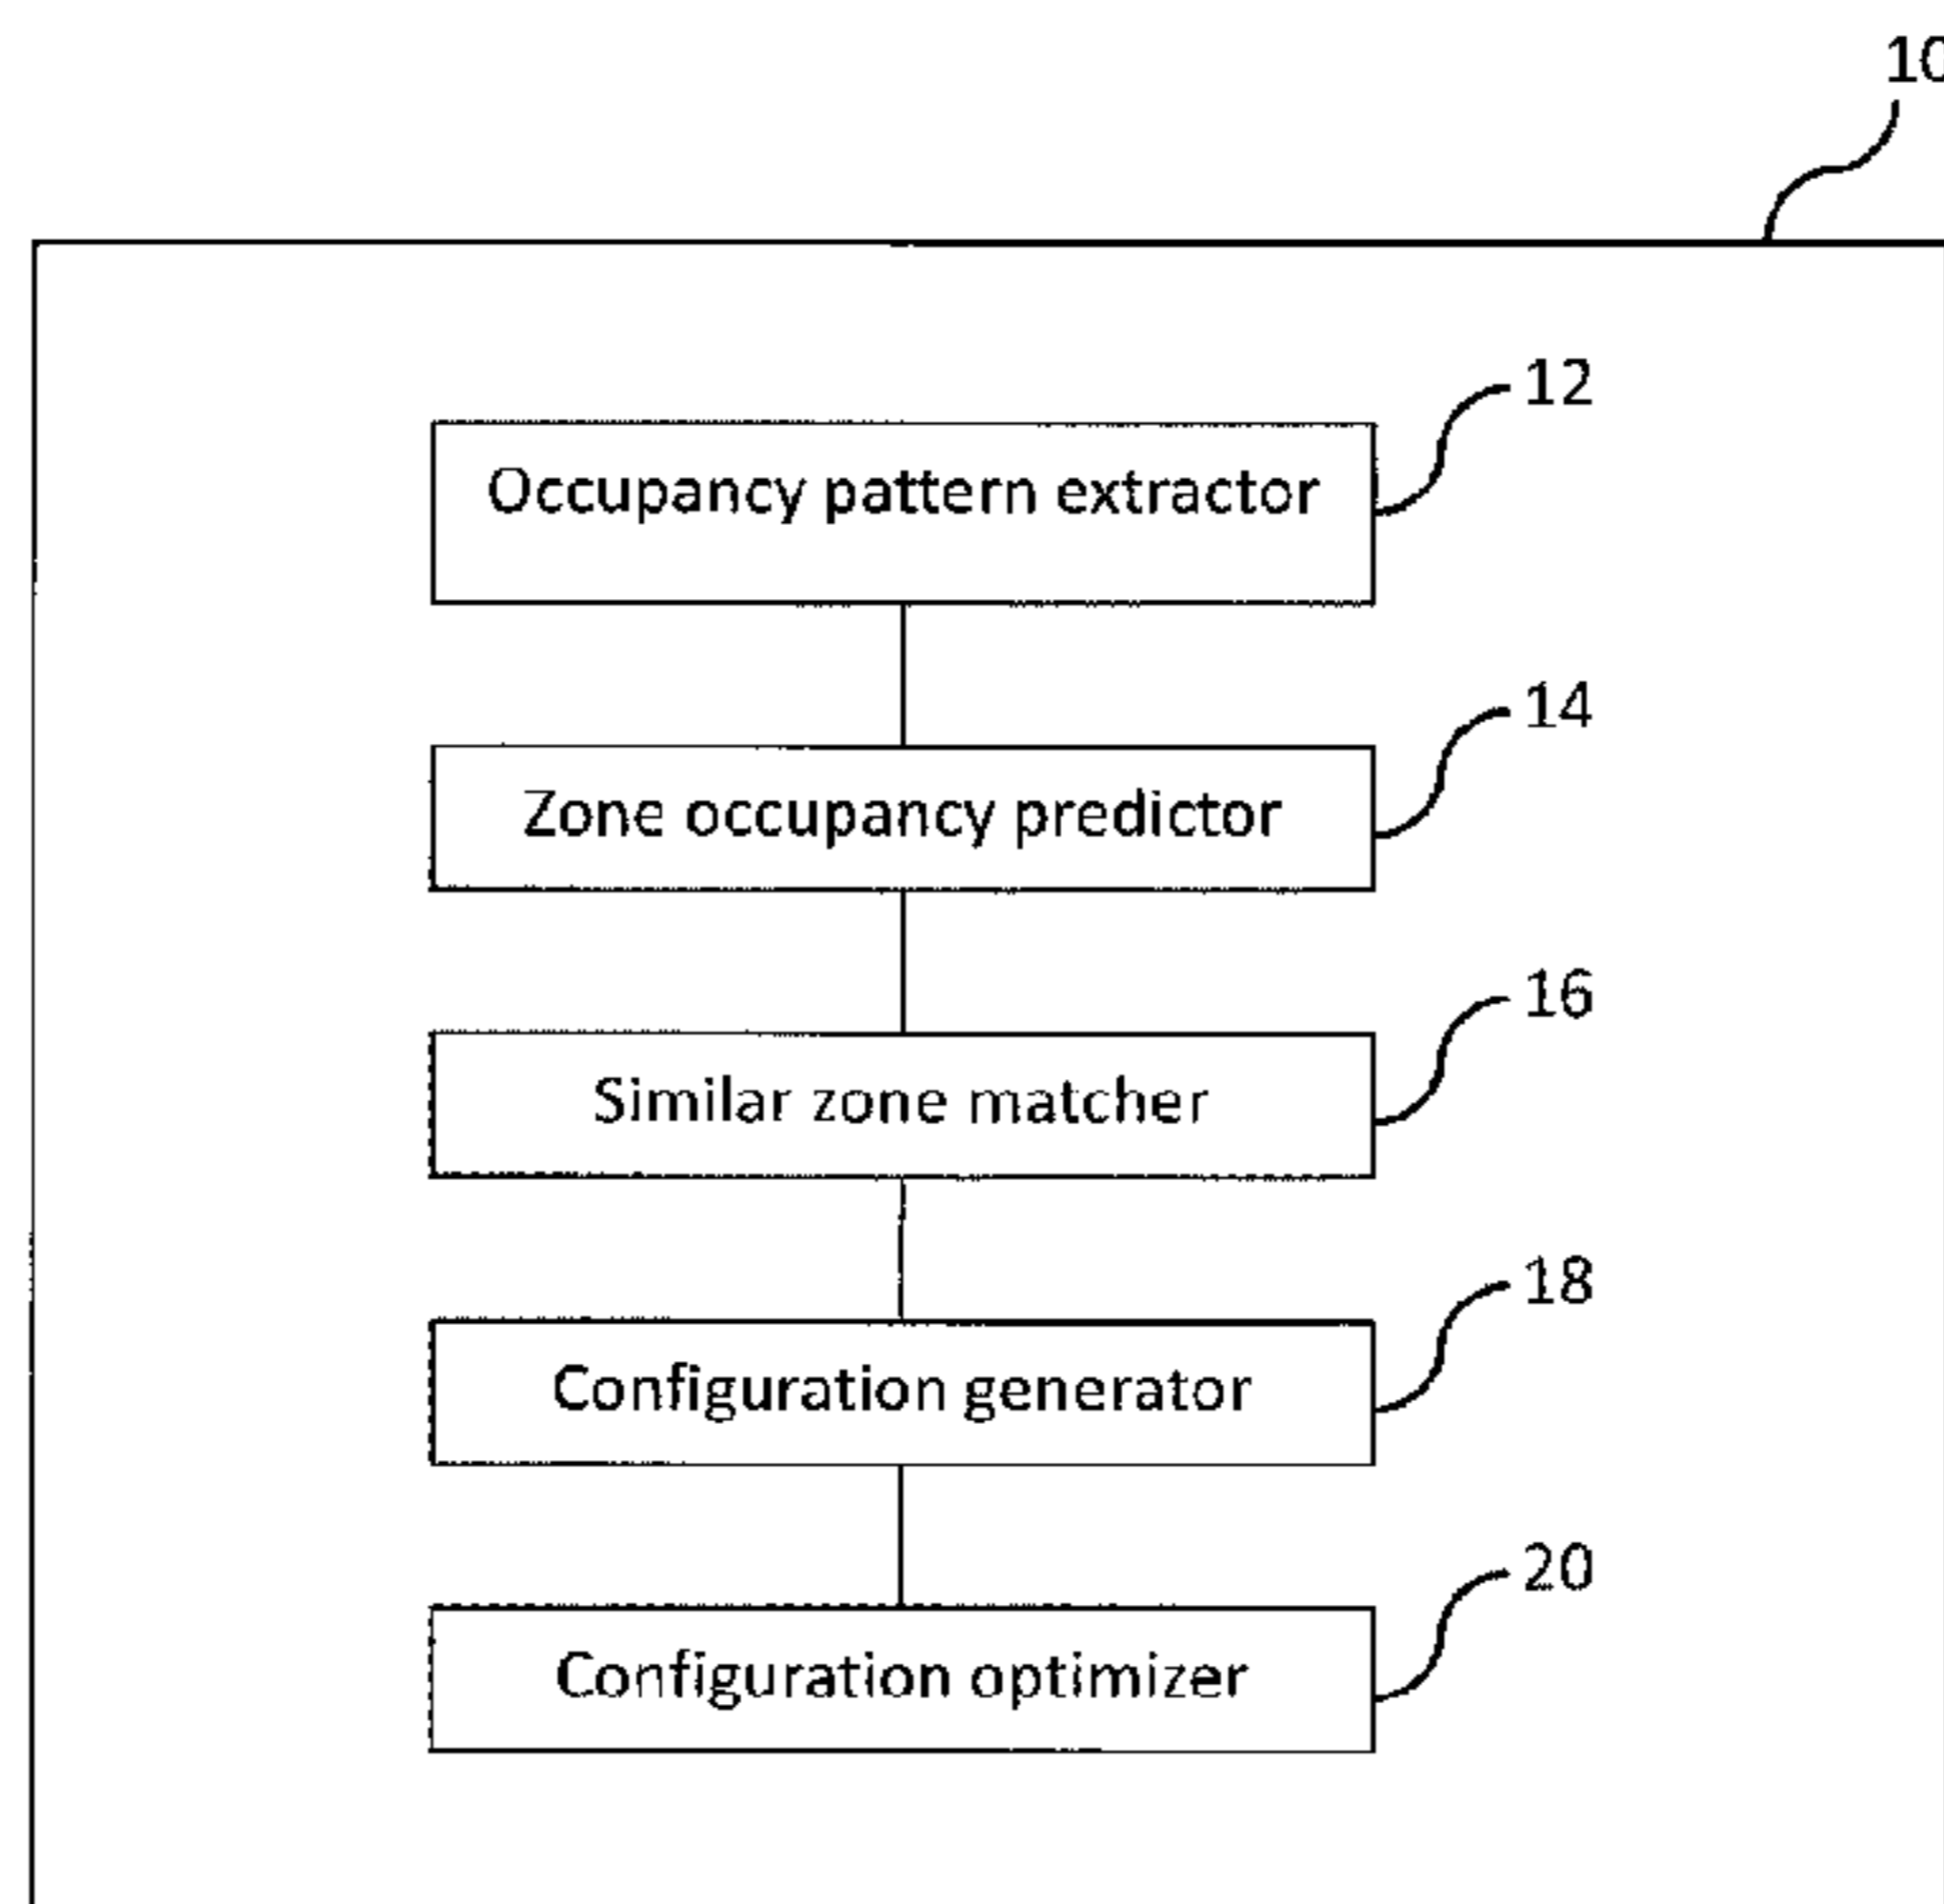 10
12
Occupancy pattern extractor
14
Zone occupancy predictor
16
Similar zone matcher
18
Configuration generator
20
Configuration optimizer